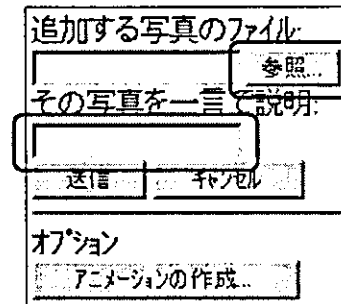 追加する写真のファイル:
参照...
その写真を一言で説明:
送信 キャンセル
オプション
アニメーションの作成...